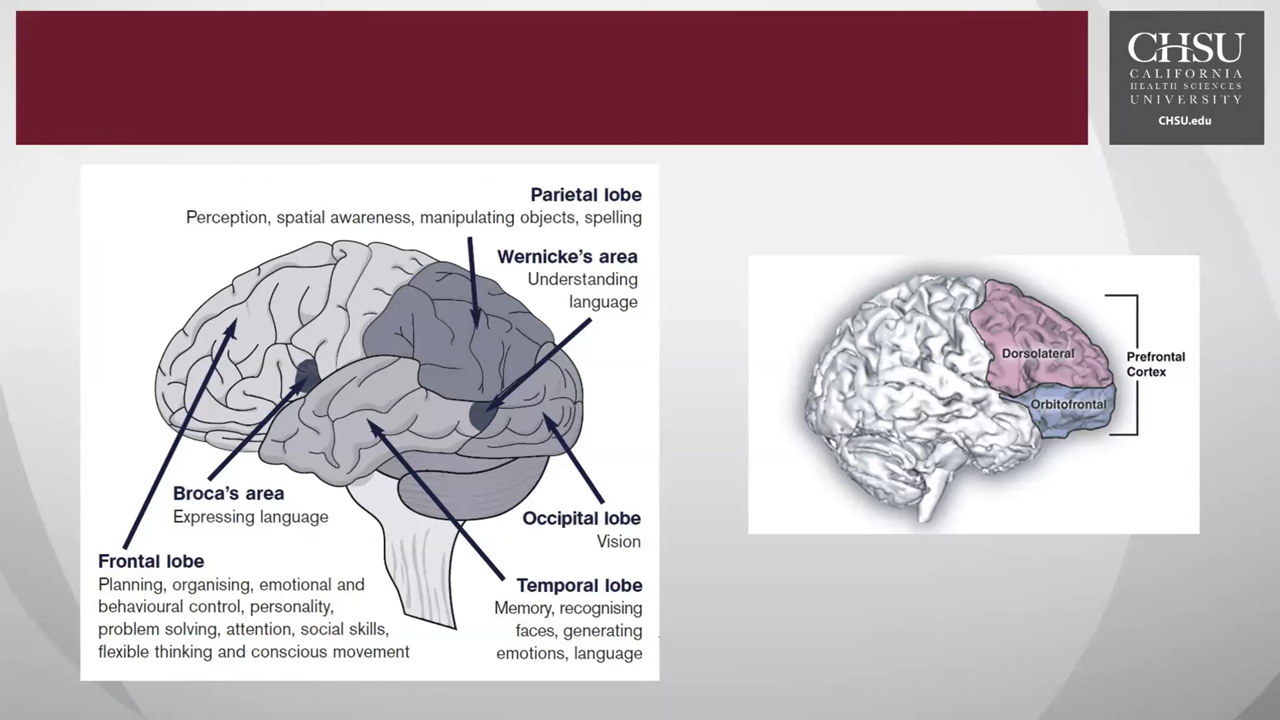 CHSU
CALIFORNIA
HEALTH SCIENCES
UNIVERSITY
CHSU.edu
Parietal lobe
Perception, spatial awareness, manipulating objects, spelling
Wernicke's area
Understanding
language
Broca's area
Expressing language
Frontal lobe
Planning, organising, emotional and
behavioural control, personality,
problem solving, attention, social skills,
flexible thinking and conscious movement
Occipital lobe
Vision
Temporal lobe
Memory, recognising
faces, generating
emotions, language
Dorsolateral
Orbitofrontal
Prefrontal
Cortex